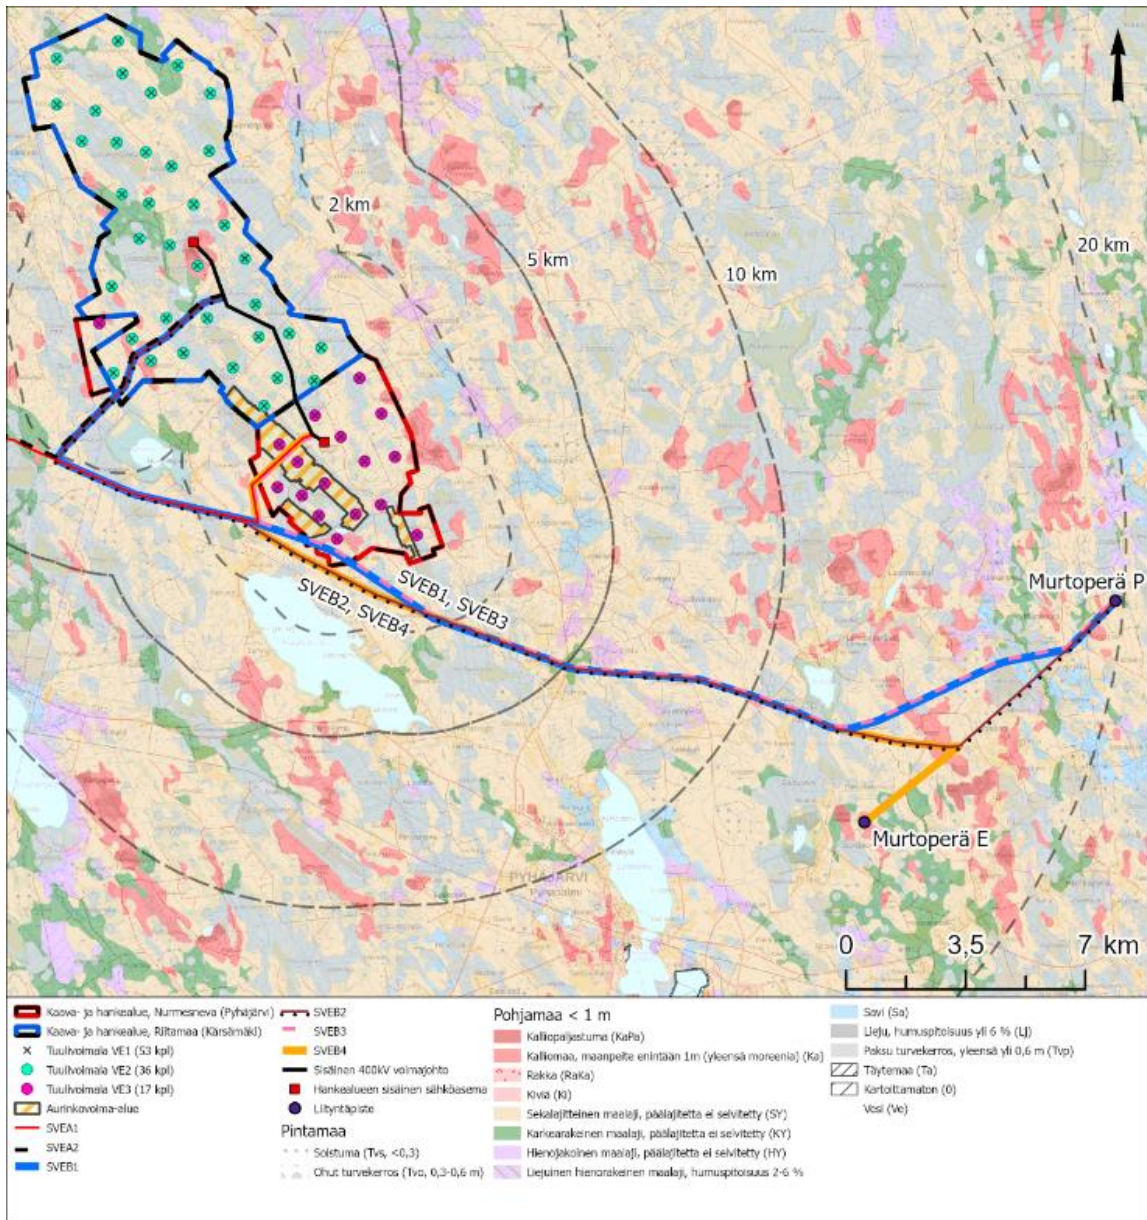 2 km
5 km
10 km
20 km
SVEB1, SVEB3
SVEB2, SVEB4
Murtoperä P
Murtoperä E
PYHÄJÄRVI
Pyhäsalmi
0 3,5 7 km
Kaava- ja hankealue, Nurmesneva (Pyhäjärvi)
Kaava- ja hankealue, Riitamaa (Kärsämäki)
Tuulivoimala VE1 (53 kpl)
Tuulivoimala VE2 (36 kpl)
Tuulivoimala VE3 (17 kpl)
Aurinkovoima-alue
SVEA1
SVEA2
SVEB1
SVEB2
SVEB3
SVEB4
Sisäinen 400kV voimajohto
Hankealueen sisäinen sähköasema
Liityntäpiste
Pintamaa
Soistuma (Tvs, <0,3)
Ohut turvekerros (Tvo, 0,3-0,6 m)
Pohjamaa < 1 m
Kalliopaljastuma (KaPa)
Kalliomaa, maanpeite enintään 1m (yleensä moreenia) (Ka)
Rakka (RaKa)
Kiviä (Ki)
Sekalajitteinen maalaji, päälajitetta ei selvitetty (SY)
Karkearakeinen maalaji, päälajitetta ei selvitetty (KY)
Hienojakoinen maalaji, päälajitetta ei selvitetty (HY)
Liejuinen hienorakeinen maalaji, humuspitoisuus 2-6 %
Savi (Sa)
Lieju, humuspitoisuus yli 6 % (Lj)
Paksu turvekerros, yleensä yli 0,6 m (Tvp)
Täytemaa (Ta)
Kartoittamaton (0)
Vesi (Ve)